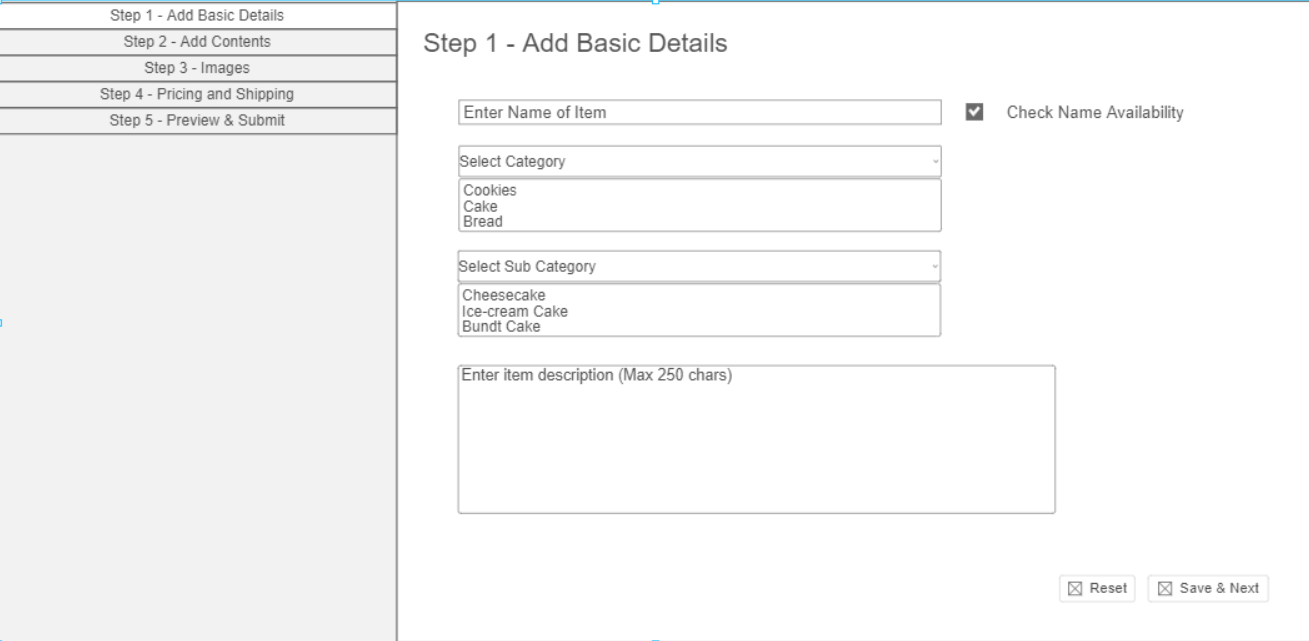 Step 1 - Add Basic Details
Step 2 - Add Contents
Step 3 - Images
Step 4 - Pricing and Shipping
Step 5 - Preview & Submit
Step 1 - Add Basic Details
Enter Name of Item
Check Name Availability
Select Category
Cookies
Cake
Bread
Select Sub Category
Cheesecake
Ice-cream Cake
Bundt Cake
Enter item description (Max 250 chars)
Reset
Save & Next